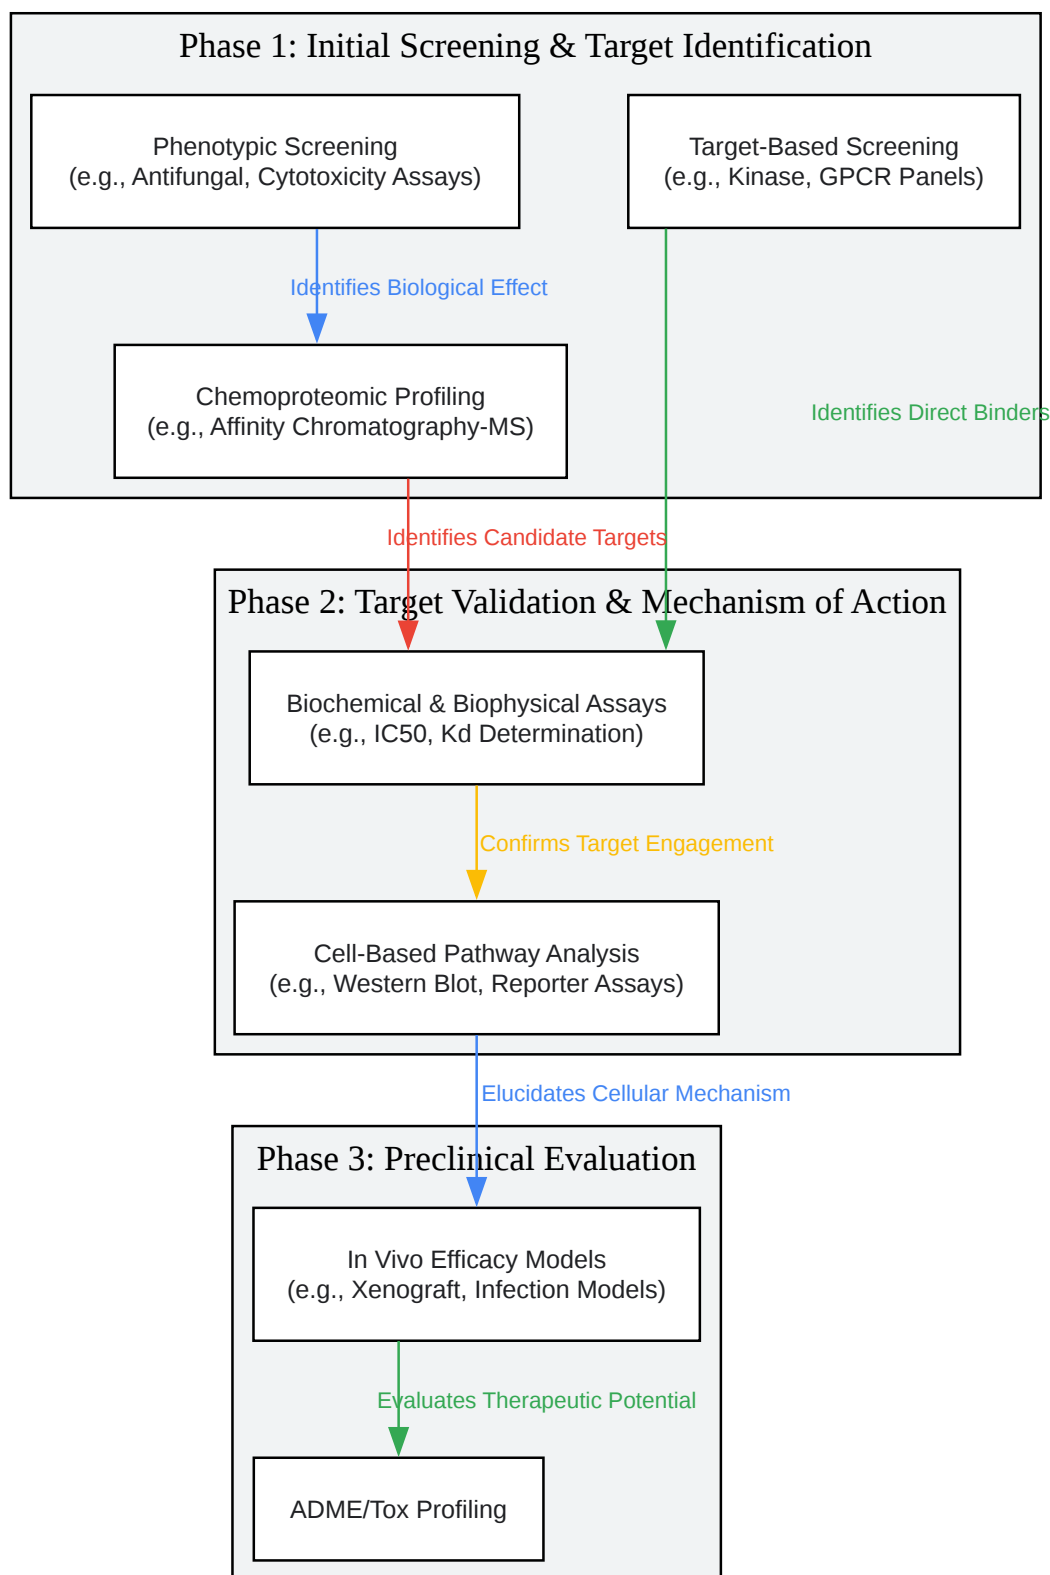 Phase 1: Initial Screening & Target Identification
Phenotypic Screening
(e.g., Antifungal, Cytotoxicity Assays)
Target-Based Screening
(e.g., Kinase, GPCR Panels)
Identifies Biological Effect
Chemoproteomic Profiling
(e.g., Affinity Chromatography-MS)
Identifies Direct Binders
Identifies Candidate Targets
Phase 2: Target Validation & Mechanism of Action
Biochemical & Biophysical Assays
(e.g., IC50, Kd Determination)
Confirms Target Engagement
Cell-Based Pathway Analysis
(e.g., Western Blot, Reporter Assays)
Elucidates Cellular Mechanism
Phase 3: Preclinical Evaluation
In Vivo Efficacy Models
(e.g., Xenograft, Infection Models)
Evaluates Therapeutic Potential
ADME/Tox Profiling